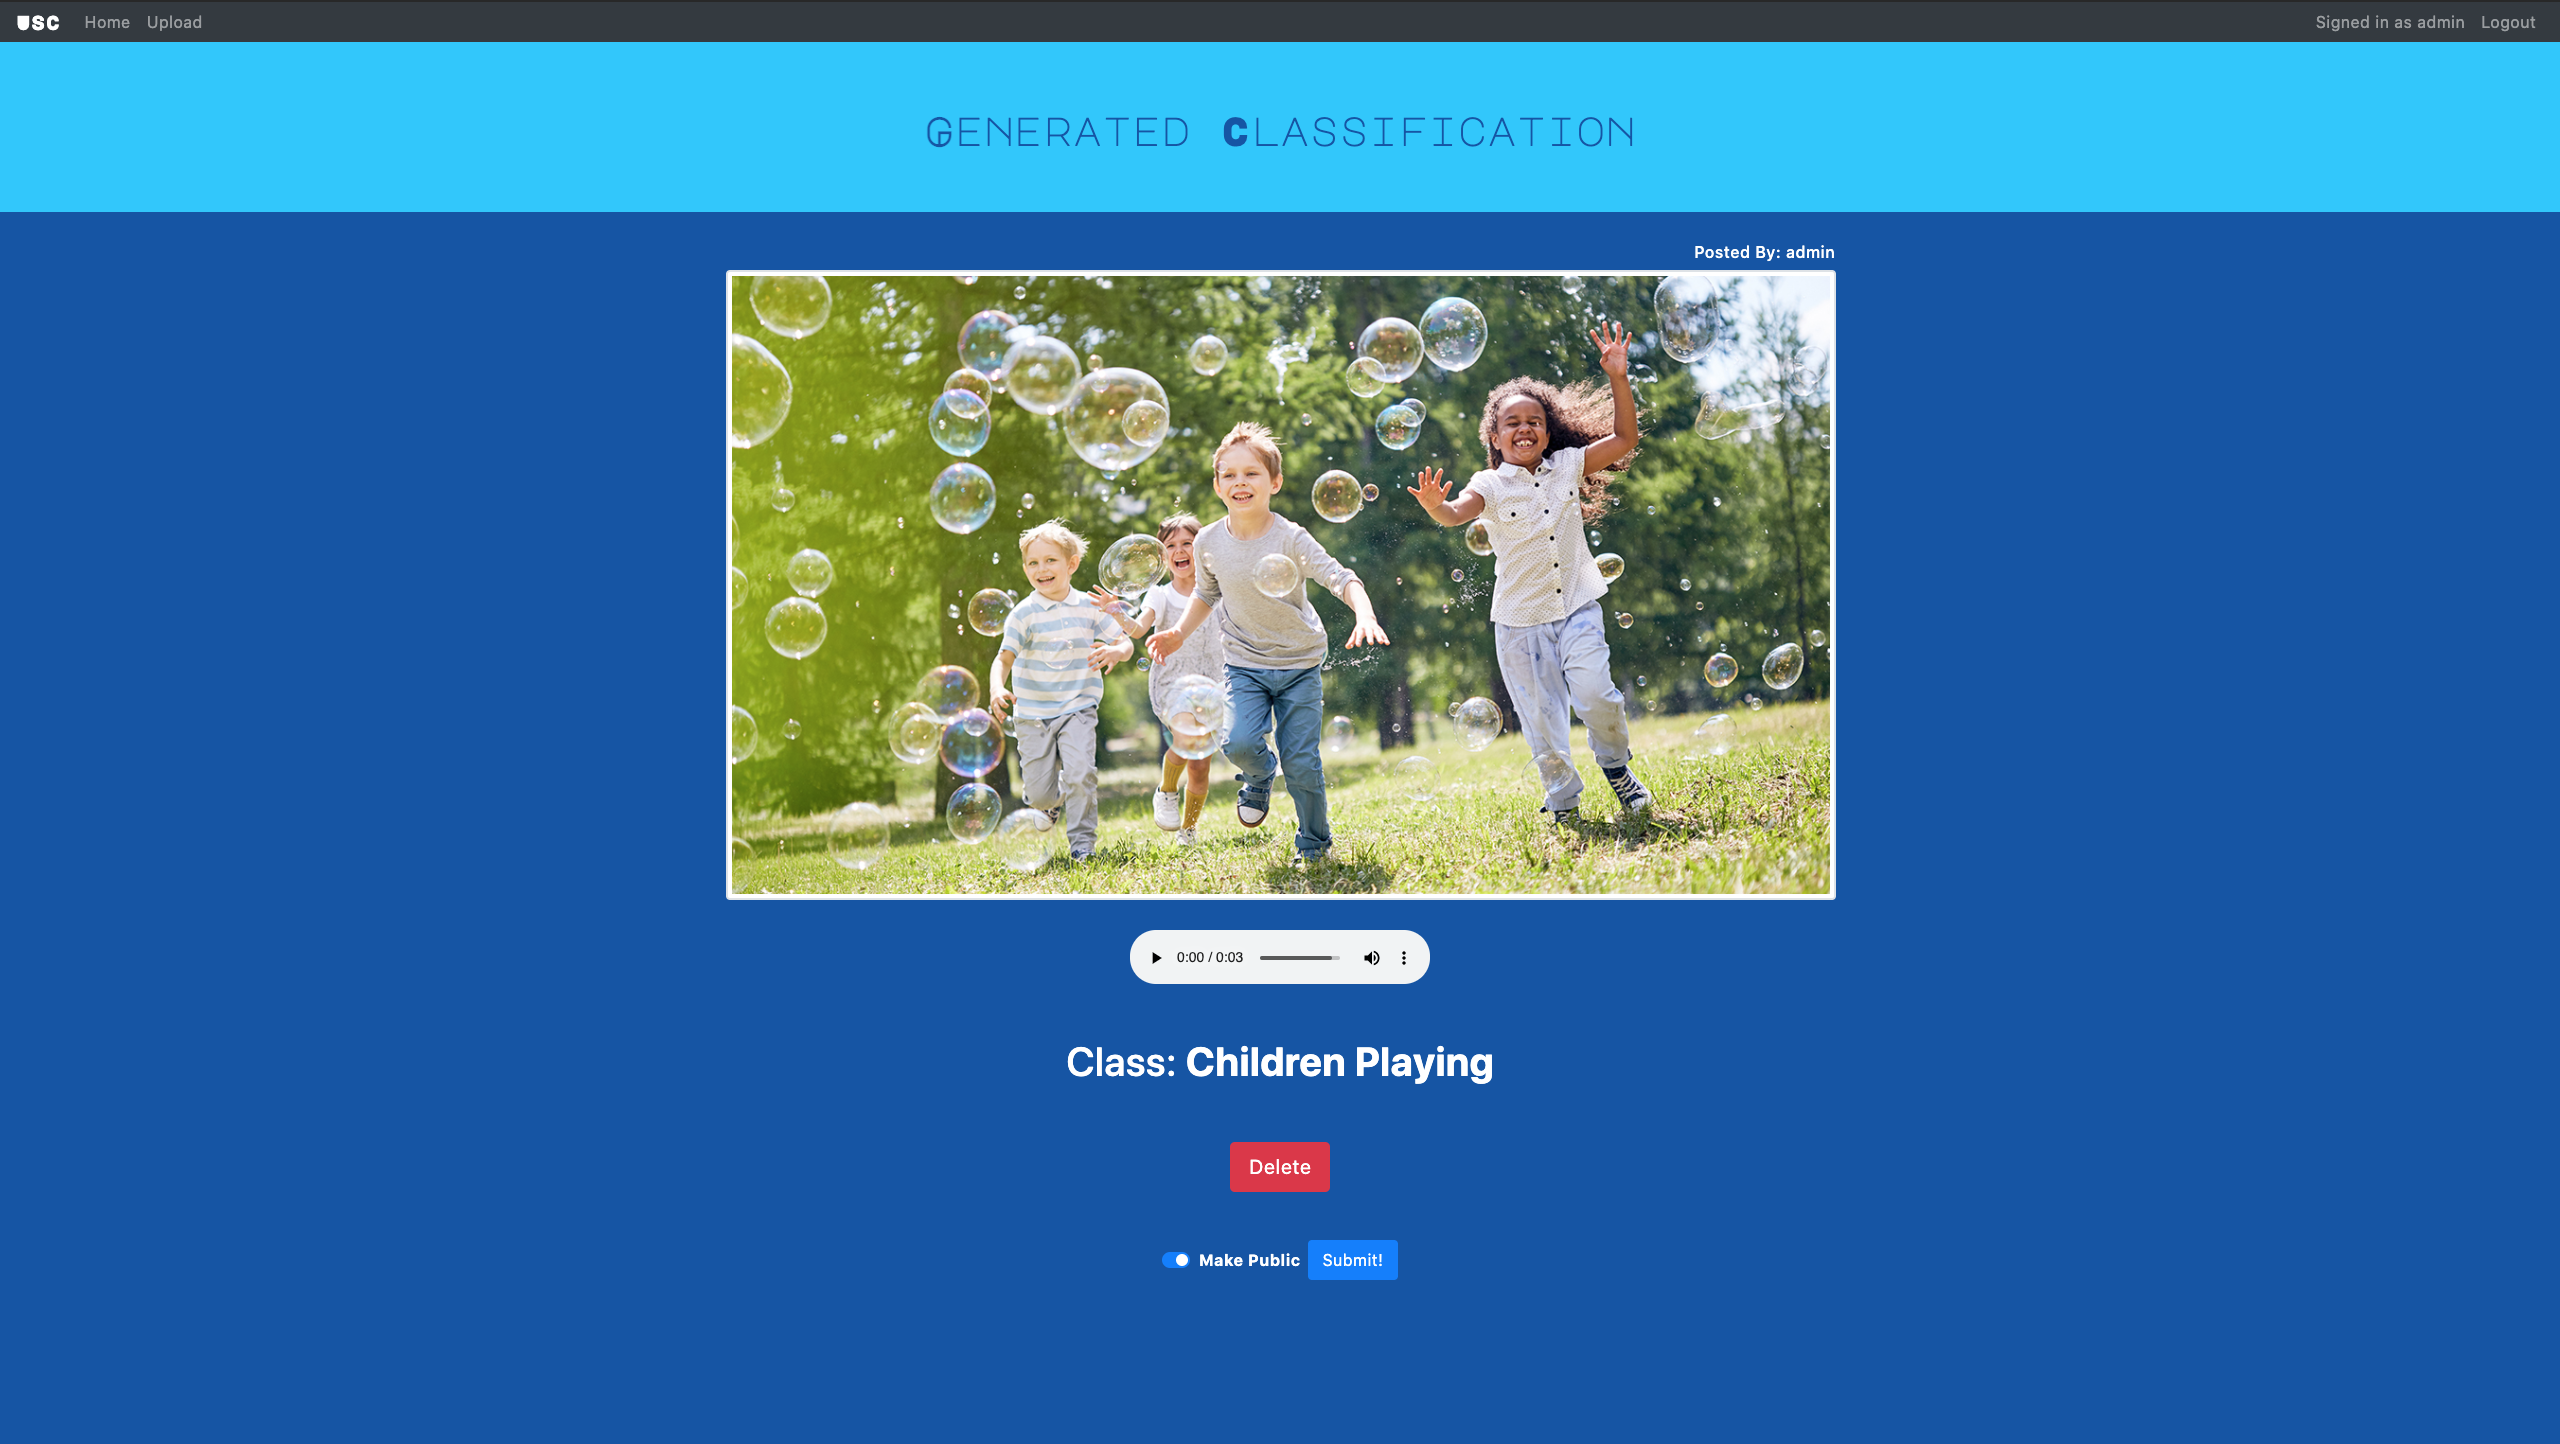 USC Home Upload Signed in as admin Logout
Generated Classification
Posted By: admin
0:00 / 0:03
Class: Children Playing
Delete
Make Public Submit!